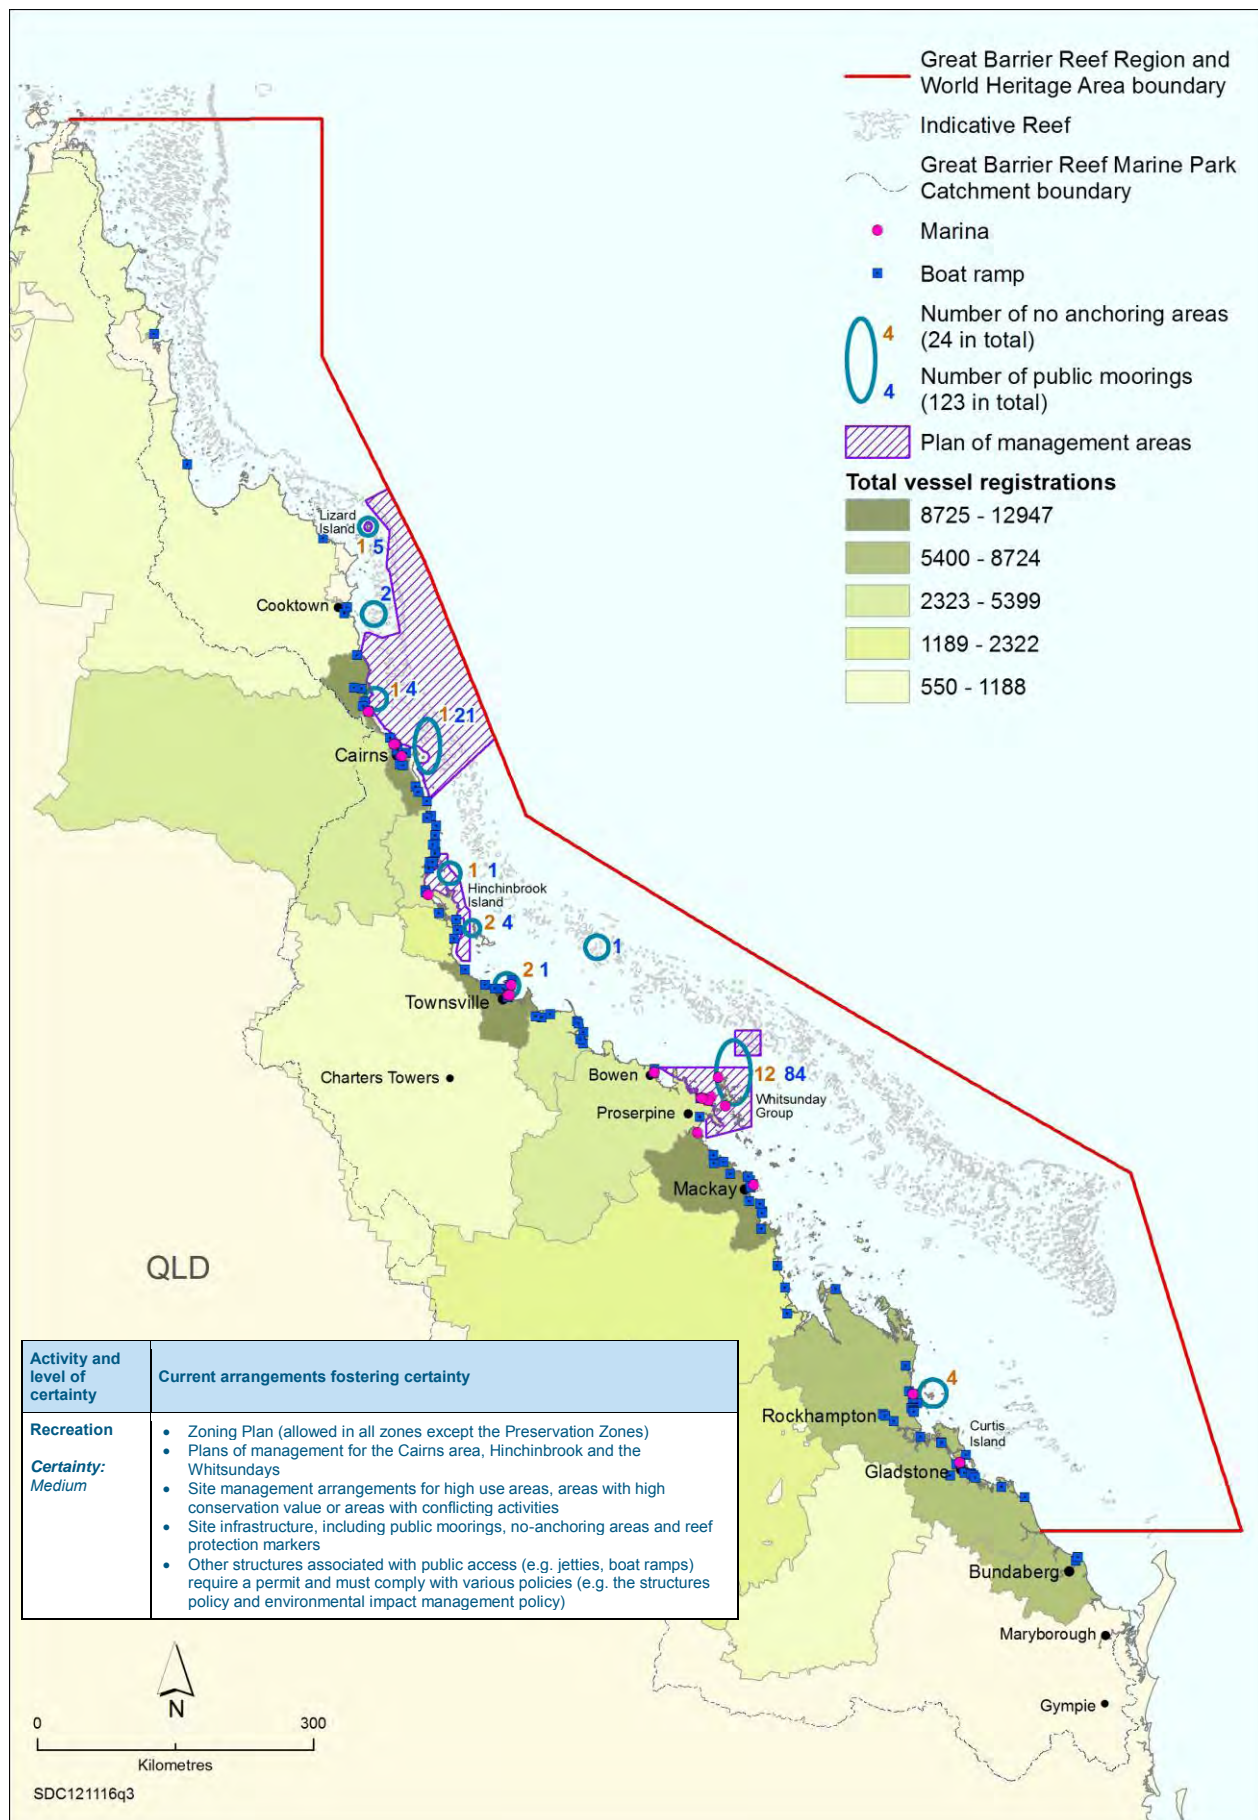 Great Barrier Reef Region and
World Heritage Area boundary
Indicative Reef
Great Barrier Reef Marine Park
Catchment boundary
Marina
Boat ramp
Number of no anchoring areas
(24 in total)
4
Number of public moorings
(123 in total)
4
Plan of management areas
Total vessel registrations
8725 - 12947
5400 - 8724
2323 - 5399
1189 - 2322
550 - 1188
Lizard
Island
1 5
2
Cooktown
1 4
1 21
Cairns
1 1
Hinchinbrook
Island
2 4
1
2 1
Townsville
Charters Towers
Bowen
12 84
Whitsunday
Group
Proserpine
Mackay
QLD
4
Rockhampton
Curtis
Island
Gladstone
Bundaberg
Maryborough
Gympie
Activity and
level of
certainty
Current arrangements fostering certainty
Recreation
Certainty:
Medium
• Zoning Plan (allowed in all zones except the Preservation Zones)
• Plans of management for the Cairns area, Hinchinbrook and the
Whitsundays
• Site management arrangements for high use areas, areas with high
conservation value or areas with conflicting activities
• Site infrastructure, including public moorings, no-anchoring areas and reef
protection markers
• Other structures associated with public access (e.g. jetties, boat ramps)
require a permit and must comply with various policies (e.g. the structures
policy and environmental impact management policy)
N
0 300
Kilometres
SDC121116q3